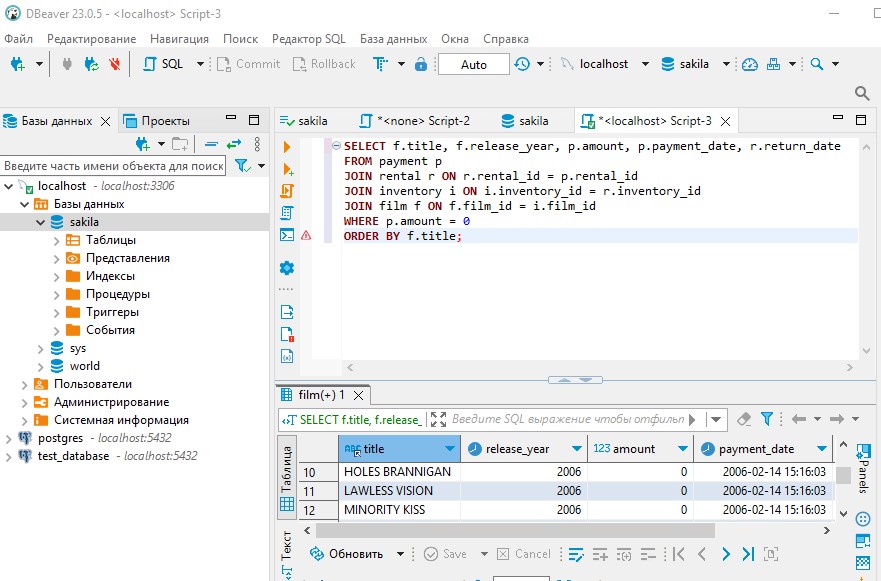 DBeaver 23.0.5 - <localhost> Script-3
Файл Редактирование Навигация Поиск Редактор SQL База данных Окна Справка
SQL Commit Rollback Auto localhost sakila
Базы данных Проекты
Введите часть имени объекта для поиск
localhost - localhost:3306
Базы данных
sakila
Таблицы
Представления
Индексы
Процедуры
Триггеры
События
sys
world
Пользователи
Администрирование
Системная информация
postgres - localhost:5432
test_database - localhost:5432
sakila *<none> Script-2 sakila *<localhost> Script-3
SELECT f.title, f.release_year, p.amount, p.payment_date, r.return_date
FROM payment p
JOIN rental r ON r.rental_id = p.rental_id
JOIN inventory i ON i.inventory_id = r.inventory_id
JOIN film f ON f.film_id = i.film_id
WHERE p.amount = 0
ORDER BY f.title;
film(+) 1
SELECT f.title, f.release_ Введите SQL выражение чтобы отфильп
Таблица
Текст
ABC title release_year 123 amount payment_date
10 HOLES BRANNIGAN 2006 0 2006-02-14 15:16:03
11 LAWLESS VISION 2006 0 2006-02-14 15:16:03
12 MINORITY KISS 2006 0 2006-02-14 15:16:03
Panels
Обновить Save Cancel